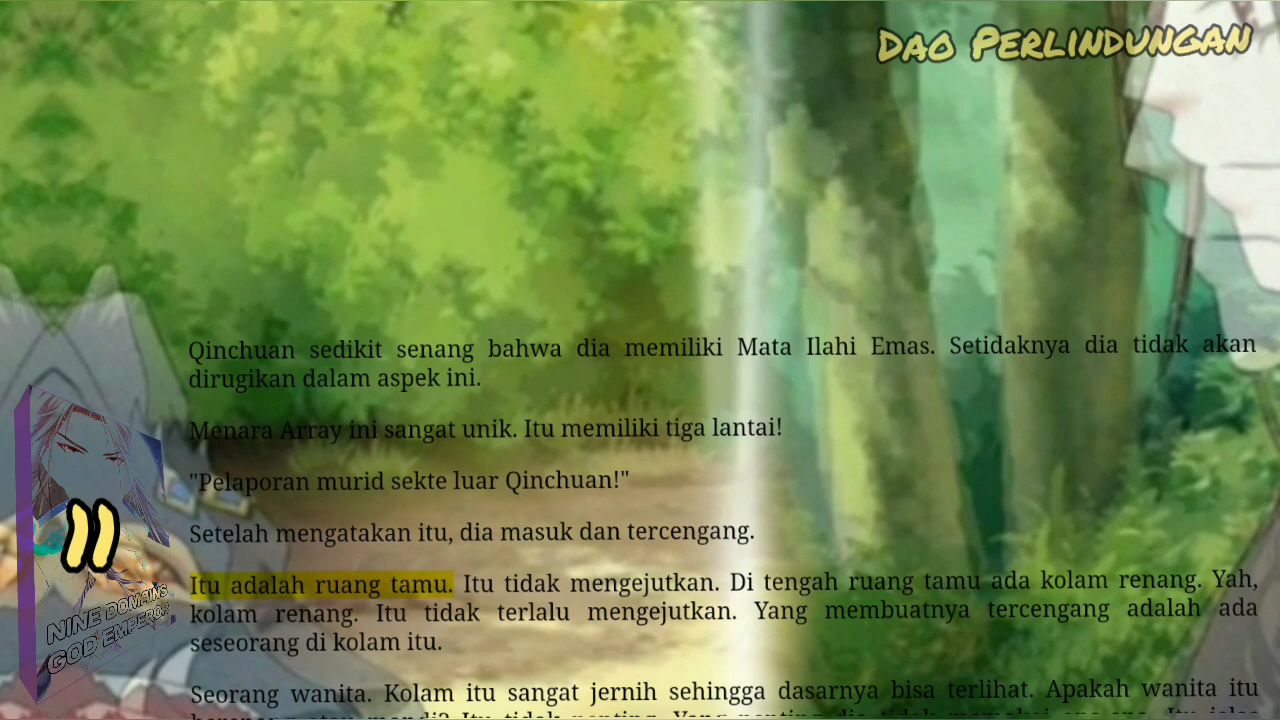 Dao Perlindungan
Qinchuan sedikit senang bahwa dia memiliki Mata Ilahi Emas. Setidaknya dia tidak akan
dirugikan dalam aspek ini.
Menara Array ini sangat unik. Itu memiliki tiga lantai!
"Pelaporan murid sekte luar Qinchuan!"
Setelah mengatakan itu, dia masuk dan tercengang.
Itu adalah ruang tamu. Itu tidak mengejutkan. Di tengah ruang tamu ada kolam renang. Yah,
kolam renang. Itu tidak terlalu mengejutkan. Yang membuatnya tercengang adalah ada
seseorang di kolam itu.
Seorang wanita. Kolam itu sangat jernih sehingga dasarnya bisa terlihat. Apakah wanita itu
NINE DOMAINS
GOD EMPEROR